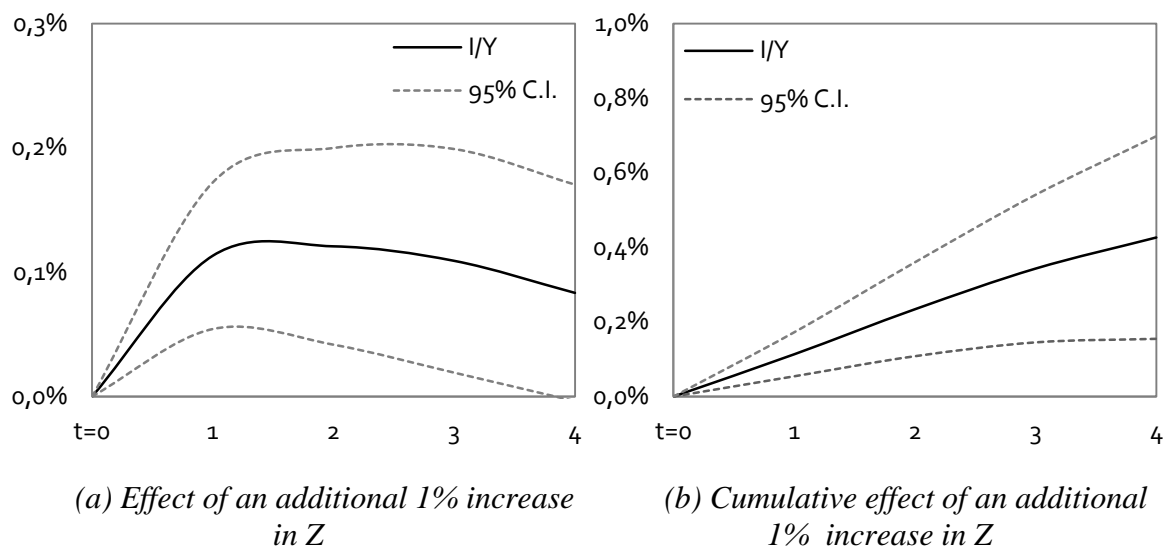 0,3%
0,2%
0,1%
0,0%
I/Y
95% C.I.
t=0 1 2 3 4
(a) Effect of an additional 1% increase
in Z
1,0%
0,8%
0,6%
0,4%
0,2%
0,0%
I/Y
95% C.I.
t=0 1 2 3 4
(b) Cumulative effect of an additional
1% increase in Z